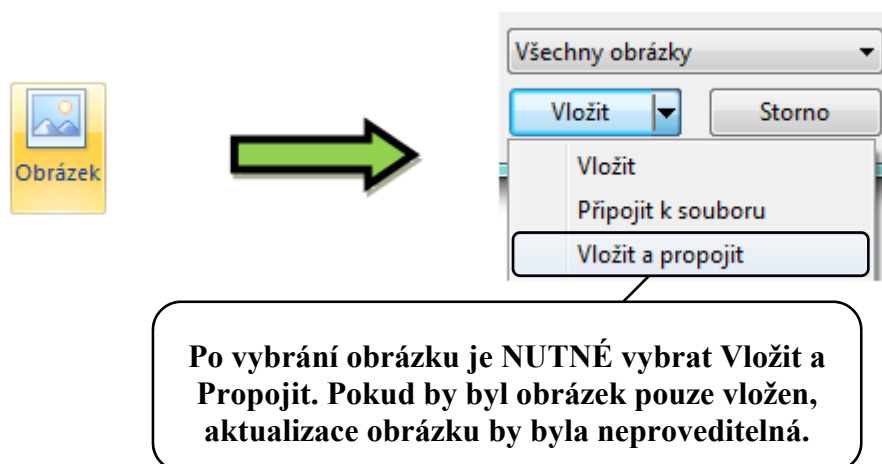 Obrázek
Všechny obrázky
Vložit
Storno
Vložit
Připojit k souboru
Vložit a propojit
Po vybrání obrázku je NUTNÉ vybrat Vložit a
Propojit. Pokud by byl obrázek pouze vložen,
aktualizace obrázku by byla neproveditelná.